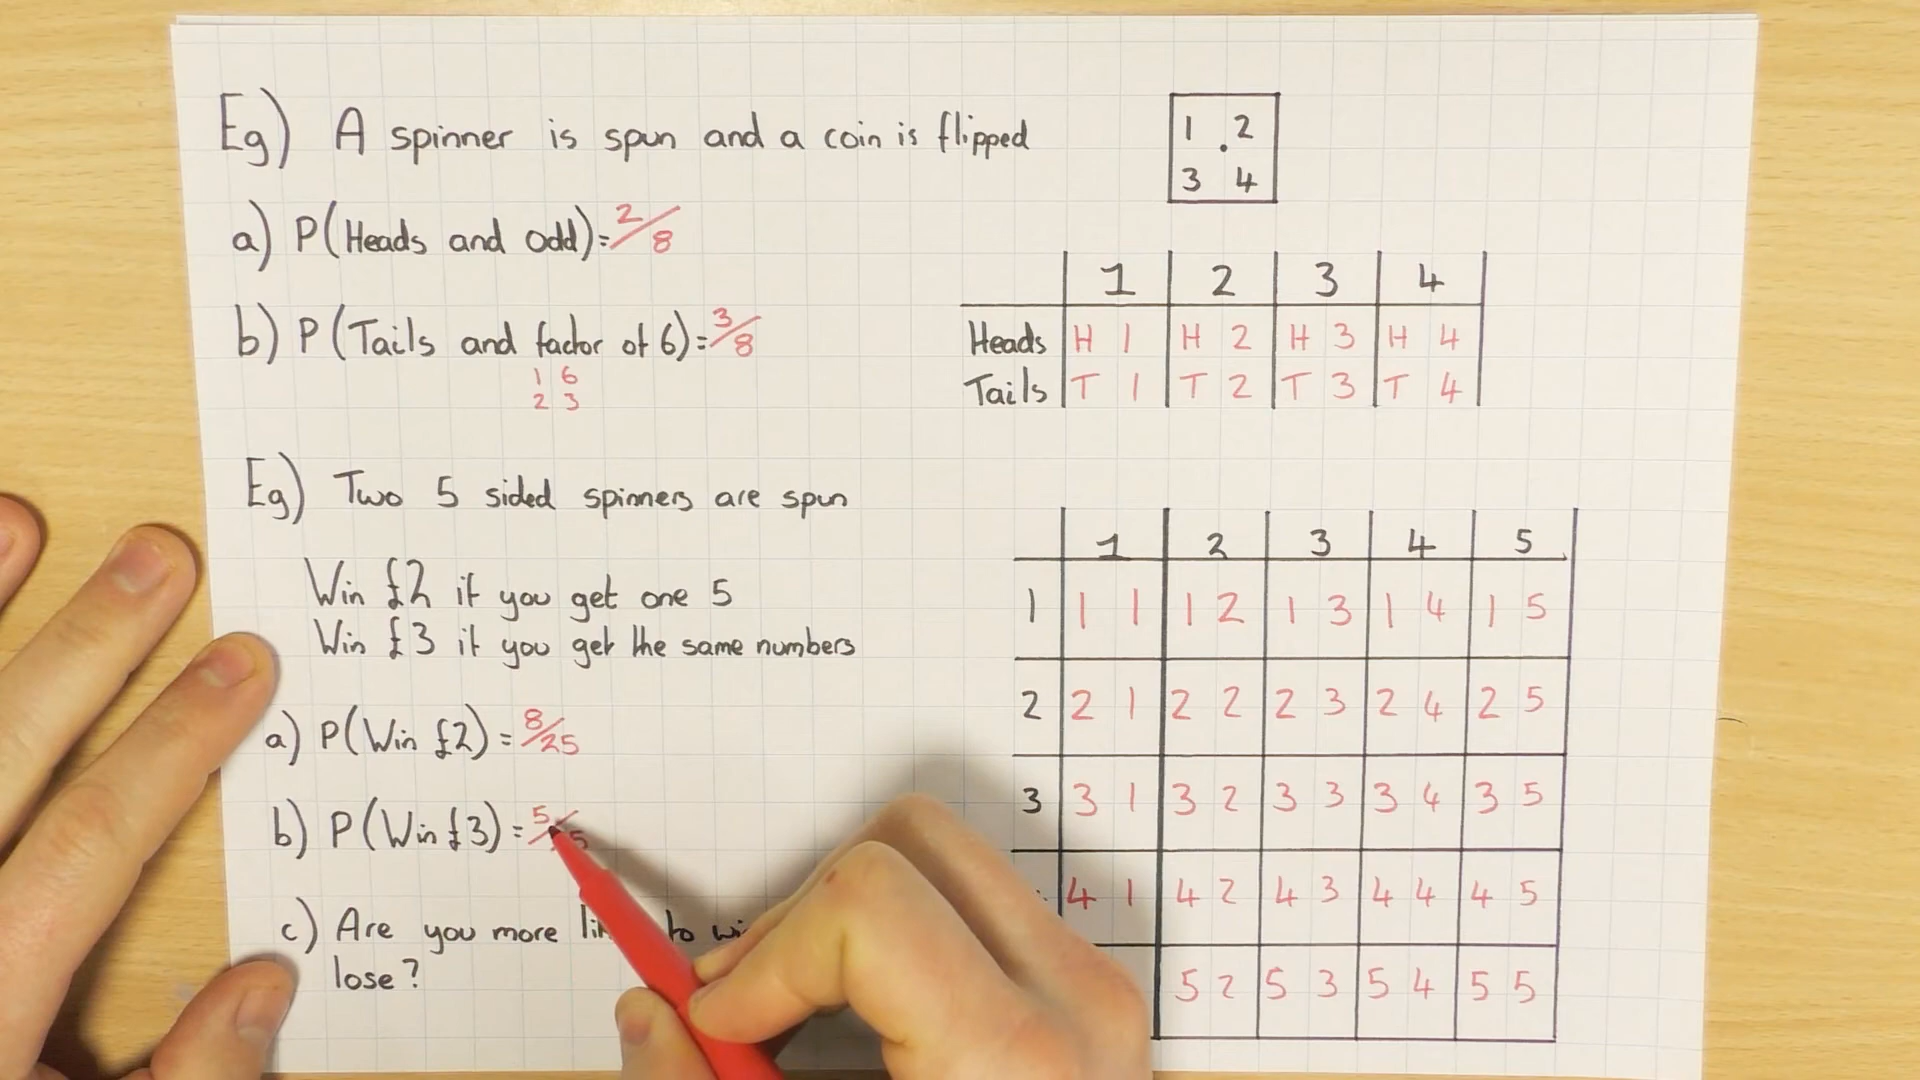 Eg) A spinner is spun and a coin is flipped
1 . 2
3 4
a) P(Heads and odd)=2/8
b) P(Tails and factor of 6)=3/8
1 6
2 3
1 2 3 4
Heads H 1 H 2 H 3 H 4
Tails T 1 T 2 T 3 T 4
Eg) Two 5 sided spinners are spun
Win £2 if you get one 5
Win £3 if you get the same numbers
a) P(Win £2)=8/25
b) P(Win £3)=5/ 5
c) Are you more to
lose?
1 2 3 4 5
1 1 1 1 2 1 3 1 4 1 5
2 2 1 2 2 2 3 2 4 2 5
3 3 1 3 2 3 3 3 4 3 5
4 1 4 2 4 3 4 4 4 5
5 2 5 3 5 4 5 5